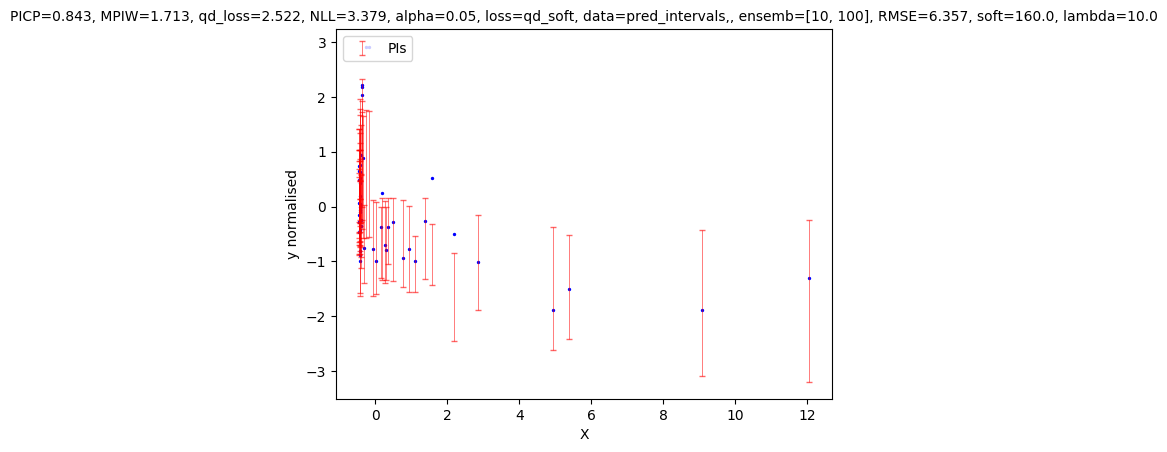 PICP=0.843, MPIW=1.713, qd_loss=2.522, NLL=3.379, alpha=0.05, loss=qd_soft, data=pred_intervals,, ensemb=[10, 100], RMSE=6.357, soft=160.0, lambda=10.0
PIs
3
2
1
0
−1
−2
−3
y normalised
0 2 4 6 8 10 12
X